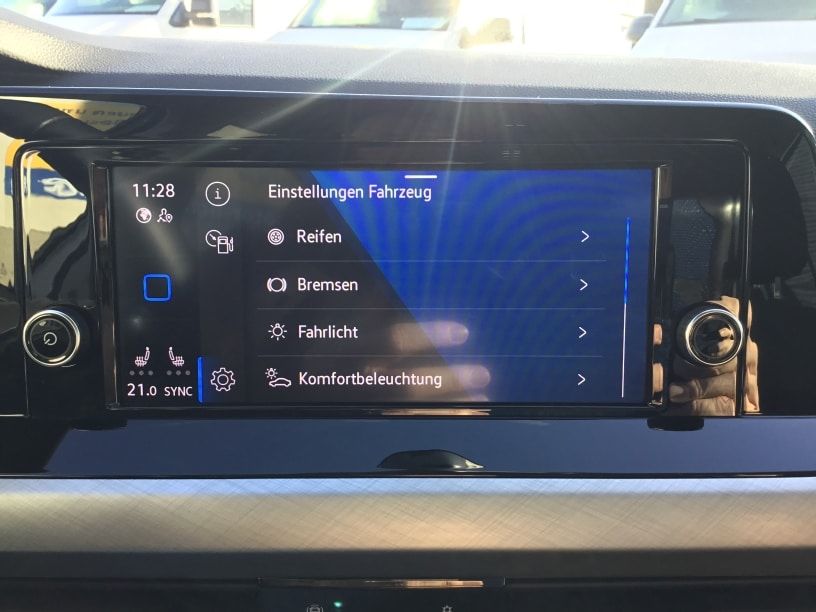 11:28
Einstellungen Fahrzeug
Reifen
Bremsen
Fahrlicht
Komfortbeleuchtung
21.0 SYNC